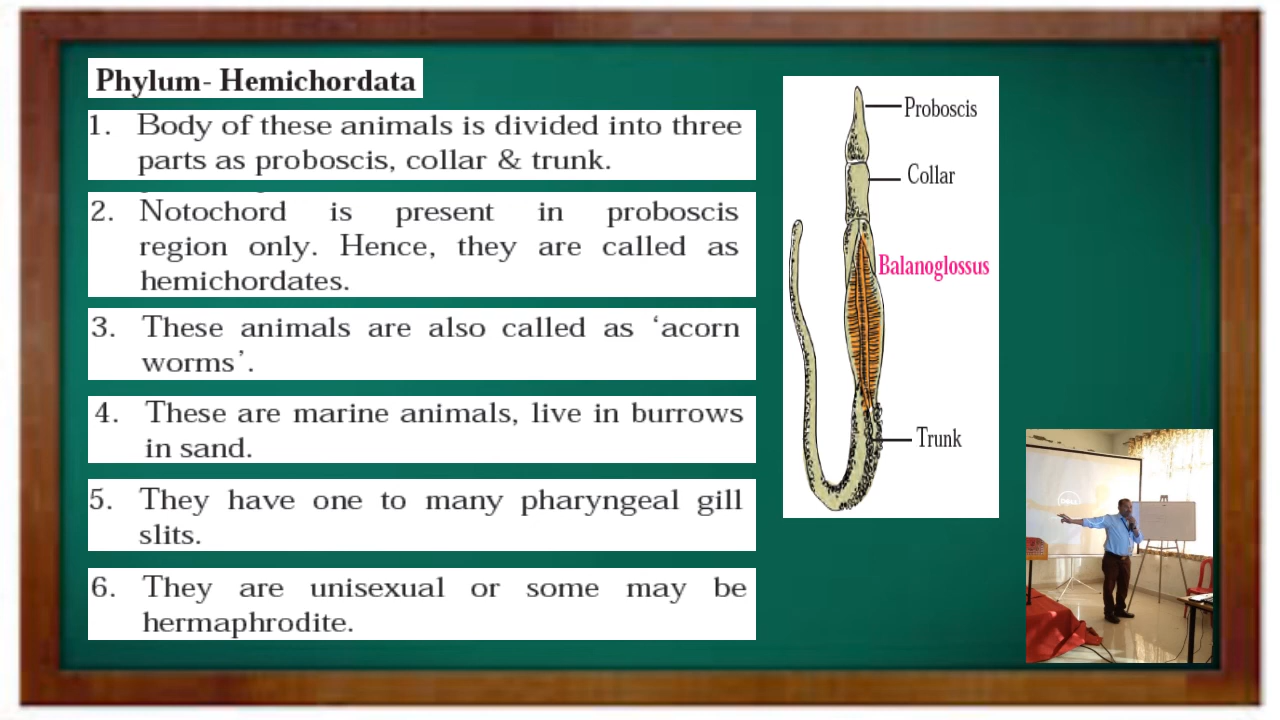 Phylum- Hemichordata
1. Body of these animals is divided into three
parts as proboscis, collar & trunk.
2. Notochord is present in proboscis
region only. Hence, they are called as
hemichordates.
3. These animals are also called as ‘acorn
worms’.
4. These are marine animals, live in burrows
in sand.
5. They have one to many pharyngeal gill
slits.
6. They are unisexual or some may be
hermaphrodite.
Proboscis
Collar
Balanoglossus
Trunk